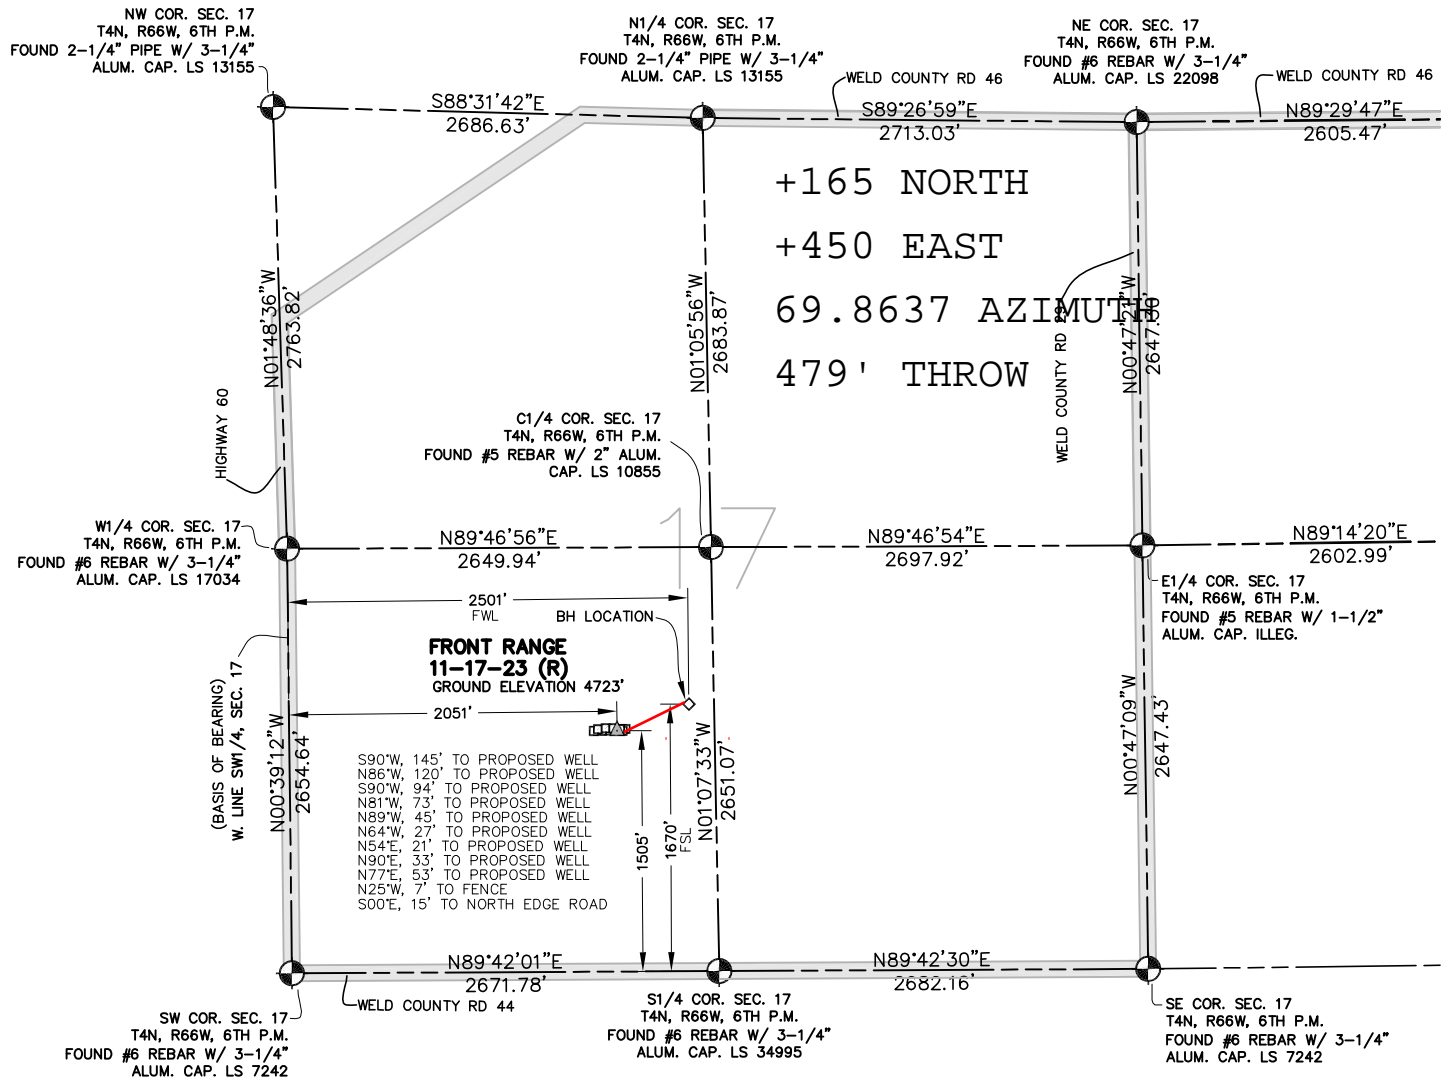 NW COR. SEC. 17
T4N, R66W, 6TH P.M.
FOUND 2-1/4" PIPE W/ 3-1/4"
ALUM. CAP. LS 13155
N1/4 COR. SEC. 17
T4N, R66W, 6TH P.M.
FOUND 2-1/4" PIPE W/ 3-1/4"
ALUM. CAP. LS 13155
NE COR. SEC. 17
T4N, R66W, 6TH P.M.
FOUND #6 REBAR W/ 3-1/4"
ALUM. CAP. LS 22098
WELD COUNTY RD 46
WELD COUNTY RD 46
S88°31'42"E
2686.63'
S89°26'59"E
2713.03'
N89°29'47"E
2605.47'
+165 NORTH
+450 EAST
69.8637 AZIMUTH
479' THROW
N01°48'36"W
2763.82'
N01°05'56"W
2683.87'
WELD COUNTY RD
N00°47'21"W
2647.30'
HIGHWAY 60
C1/4 COR. SEC. 17
T4N, R66W, 6TH P.M.
FOUND #5 REBAR W/ 2" ALUM.
CAP. LS 10855
17
W1/4 COR. SEC. 17
T4N, R66W, 6TH P.M.
FOUND #6 REBAR W/ 3-1/4"
ALUM. CAP. LS 17034
N89°46'56"E
2649.94'
N89°46'54"E
2697.92'
N89°14'20"E
2602.99'
E1/4 COR. SEC. 17
T4N, R66W, 6TH P.M.
FOUND #5 REBAR W/ 1-1/2"
ALUM. CAP. ILLEG.
2501'
FWL
BH LOCATION
FRONT RANGE
11-17-23 (R)
GROUND ELEVATION 4723'
2051'
(BASIS OF BEARING)
W. LINE SW1/4, SEC. 17
N00°39'12"W
2654.64'
S90°W, 145' TO PROPOSED WELL
N86°W, 120' TO PROPOSED WELL
S90°W, 94' TO PROPOSED WELL
N81°W, 73' TO PROPOSED WELL
N89°W, 45' TO PROPOSED WELL
N64°W, 27' TO PROPOSED WELL
N54°E, 21' TO PROPOSED WELL
N90°E, 33' TO PROPOSED WELL
N77°E, 53' TO PROPOSED WELL
N25°W, 7' TO FENCE
S00°E, 15' TO NORTH EDGE ROAD
1505'
1670'
FSL
N01°07'33"W
2651.07'
N00°47'09"W
2647.43'
N89°42'01"E
2671.78'
N89°42'30"E
2682.16'
WELD COUNTY RD 44
SW COR. SEC. 17
T4N, R66W, 6TH P.M.
FOUND #6 REBAR W/ 3-1/4"
ALUM. CAP. LS 7242
S1/4 COR. SEC. 17
T4N, R66W, 6TH P.M.
FOUND #6 REBAR W/ 3-1/4"
ALUM. CAP. LS 34995
SE COR. SEC. 17
T4N, R66W, 6TH P.M.
FOUND #6 REBAR W/ 3-1/4"
ALUM. CAP. LS 7242